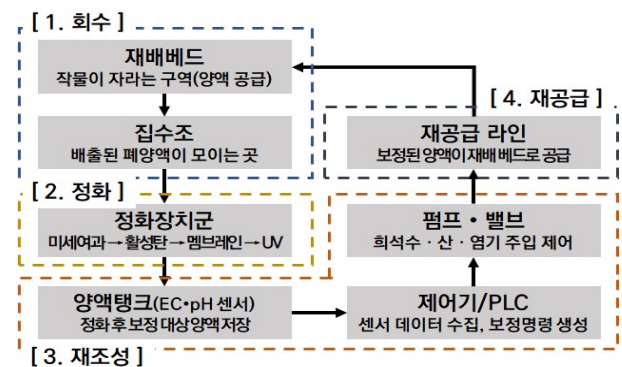 [ 1. 회수 ]
재배베드
작물이 자라는 구역(양액 공급)
집수조
배출된 폐양액이 모이는 곳
[ 2. 정화 ]
정화장치군
미세여과→활성탄→멤브레인→UV
양액탱크(EC•pH 센서)
정화 후 보정 대상 양액 저장
[ 3. 재조성 ]
제어기/PLC
센서 데이터 수집, 보정명령 생성
펌프・밸브
희석수・산・염기 주입 제어
[ 4. 재공급 ]
재공급 라인
보정된 양액이 재배 베드로 공급